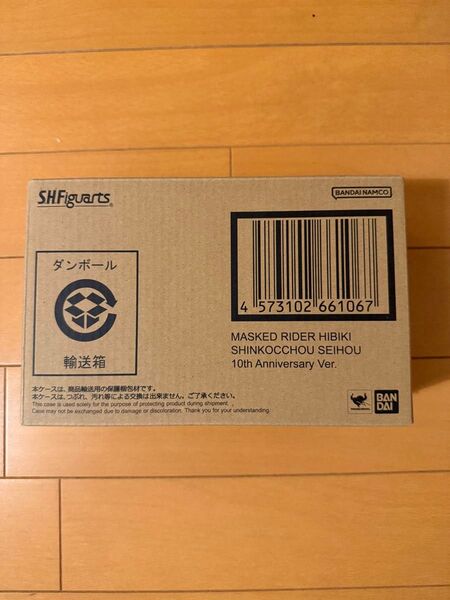 S.H.Figuarts®
BANDAI NAMCO
ダンボール
輸送箱
4 573102 661067
MASKED RIDER HIBIKI
SHINKOCCHOU SEIHOU
10th Anniversary Ver.
本ケースは、商品輸送用の保護梱包材です。
本ケースは、つぶれ、汚れ等による交換は出来ません。ご了承ください。
This case is used solely for the purpose of protecting product during shipment.
Case may not be exchanged due to damage or discoloration. Thank you for your understanding.
BAN
DAI